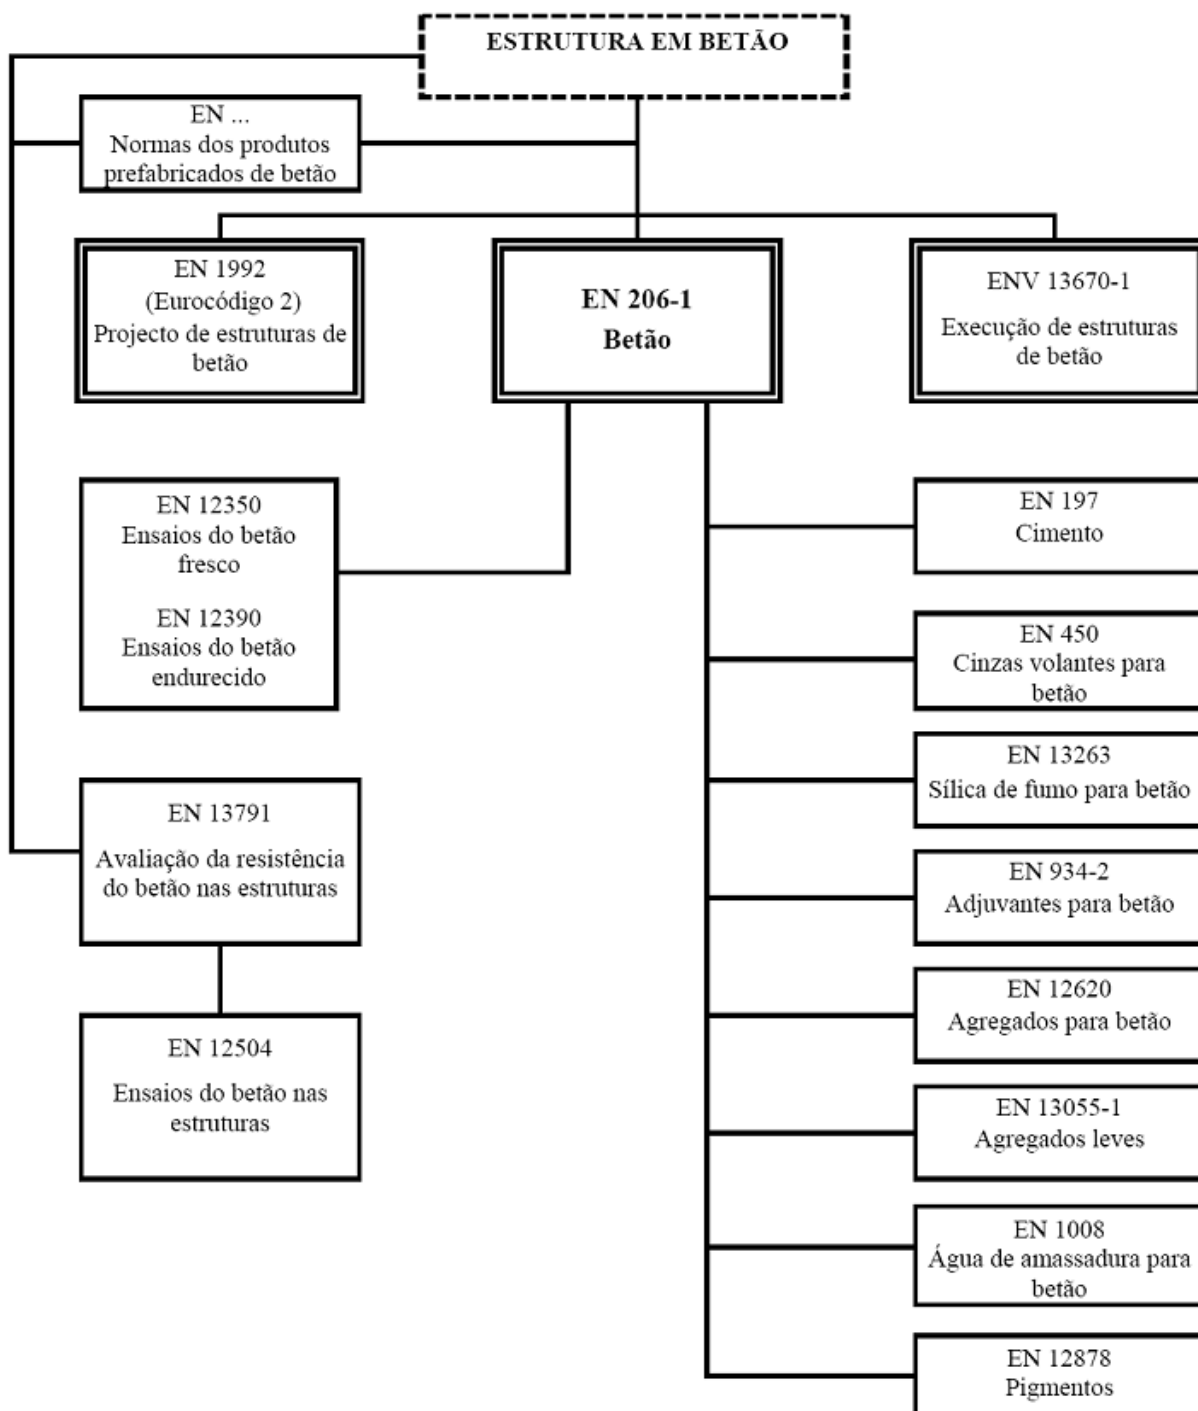 ESTRUTURA EM BETÃO
EN ...
Normas dos produtos
prefabricados de betão
EN 1992
(Eurocódigo 2)
Projecto de estruturas de
betão
EN 206-1
Betão
ENV 13670-1
Execução de estruturas
de betão
EN 12350
Ensaios do betão
fresco
EN 12390
Ensaios do betão
endurecido
EN 13791
Avaliação da resistência
do betão nas estruturas
EN 12504
Ensaios do betão nas
estruturas
EN 197
Cimento
EN 450
Cinzas volantes para
betão
EN 13263
Sílica de fumo para betão
EN 934-2
Adjuvantes para betão
EN 12620
Agregados para betão
EN 13055-1
Agregados leves
EN 1008
Água de amassadura para
betão
EN 12878
Pigmentos